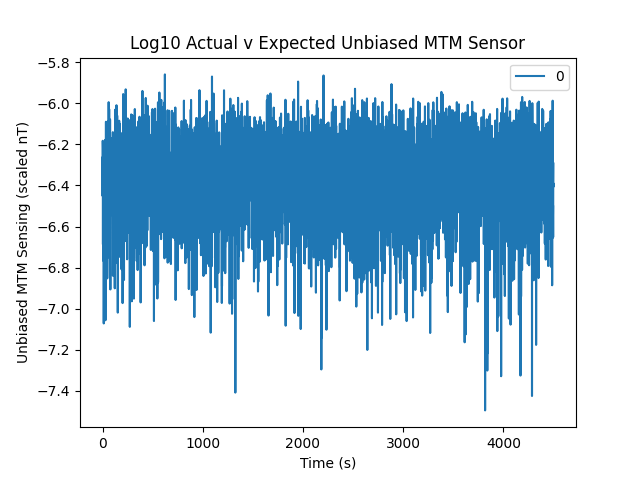 Log10 Actual v Expected Unbiased MTM Sensor
0
Unbiased MTM Sensing (scaled nT)
−5.8
−6.0
−6.2
−6.4
−6.6
−6.8
−7.0
−7.2
−7.4
0 1000 2000 3000 4000
Time (s)